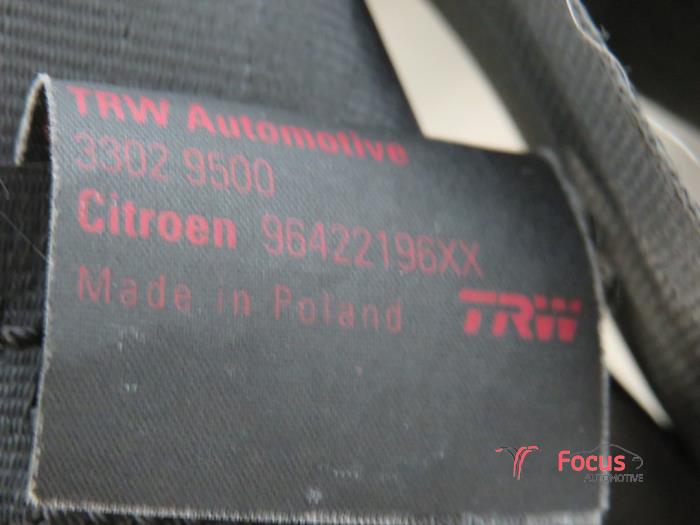 TRW Automotive
3302 9500
Citroen 96422196XX
Made in Poland TRW
Focus
AUTOMOTIVE